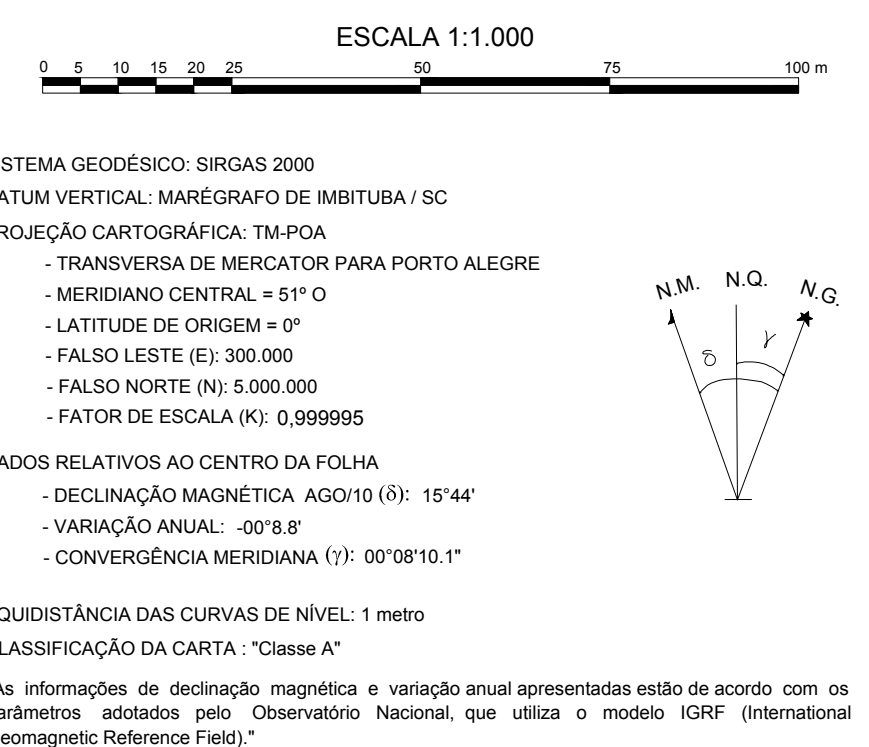 ESCALA 1:1.000
0 5 10 15 20 25 50 75 100 m
ISTEMA GEODÉSICO: SIRGAS 2000
ATUM VERTICAL: MARÉGRAFO DE IMBITUBA / SC
ROJEÇÃO CARTOGRÁFICA: TM-POA
- TRANSVERSA DE MERCATOR PARA PORTO ALEGRE
- MERIDIANO CENTRAL = 51º O
- LATITUDE DE ORIGEM = 0º
- FALSO LESTE (E): 300.000
- FALSO NORTE (N): 5.000.000
- FATOR DE ESCALA (K): 0,999995
N.M. N.Q. N.G.
δ γ
ADOS RELATIVOS AO CENTRO DA FOLHA
- DECLINAÇÃO MAGNÉTICA AGO/10 (δ): 15°44'
- VARIAÇÃO ANUAL: -00°8.8'
- CONVERGÊNCIA MERIDIANA (γ): 00°08'10.1"
QUIDISTÂNCIA DAS CURVAS DE NÍVEL: 1 metro
LASSIFICAÇÃO DA CARTA : "Classe A"
As informações de declinação magnética e variação anual apresentadas estão de acordo com os
arâmetros adotados pelo Observatório Nacional, que utiliza o modelo IGRF (International
eomagnetic Reference Field)."